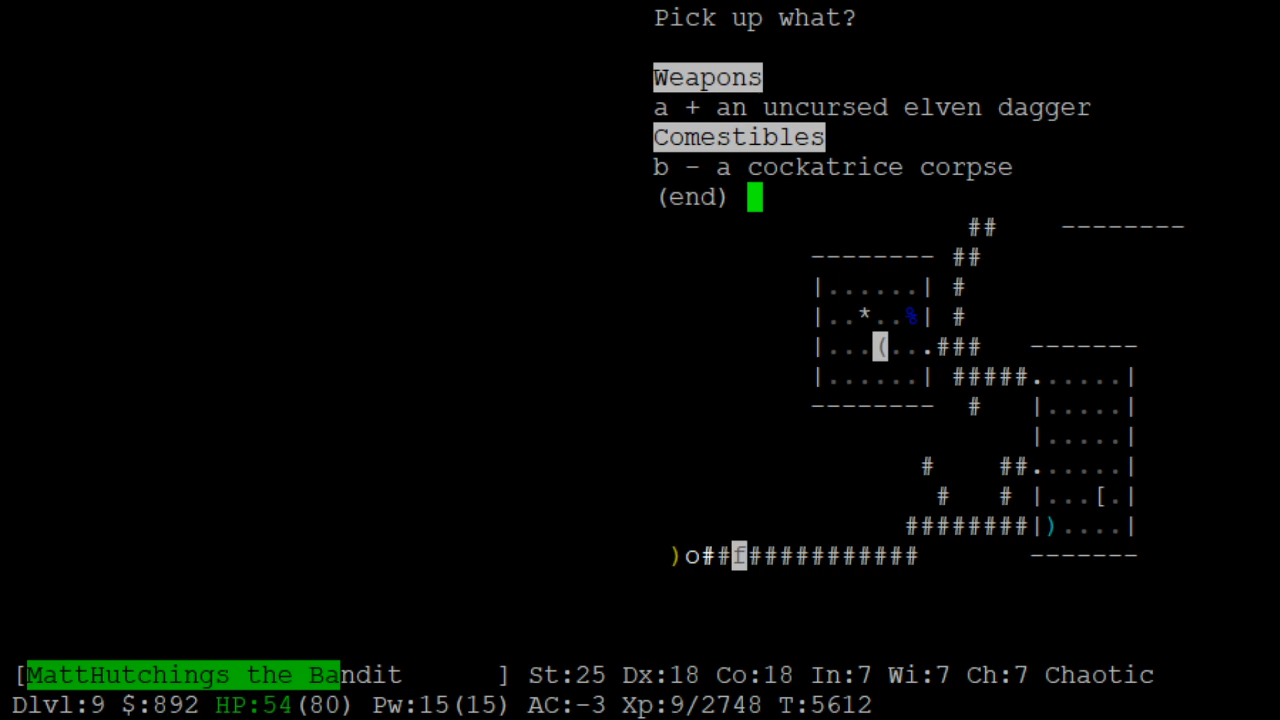 Pick up what?
Weapons
a + an uncursed elven dagger
Comestibles
b - a cockatrice corpse
(end)
## --------
-------- ##
|......| #
|..*..%| #
|...(...### -------
|......| #####.......|
-------- # |.....|
|.....|
# ##......|
# # |...[.|
########|)....|
)o##f########### -------
[MattHutchings the Bandit ] St:25 Dx:18 Co:18 In:7 Wi:7 Ch:7 Chaotic
Dlvl:9 $:892 HP:54(80) Pw:15(15) AC:-3 Xp:9/2748 T:5612